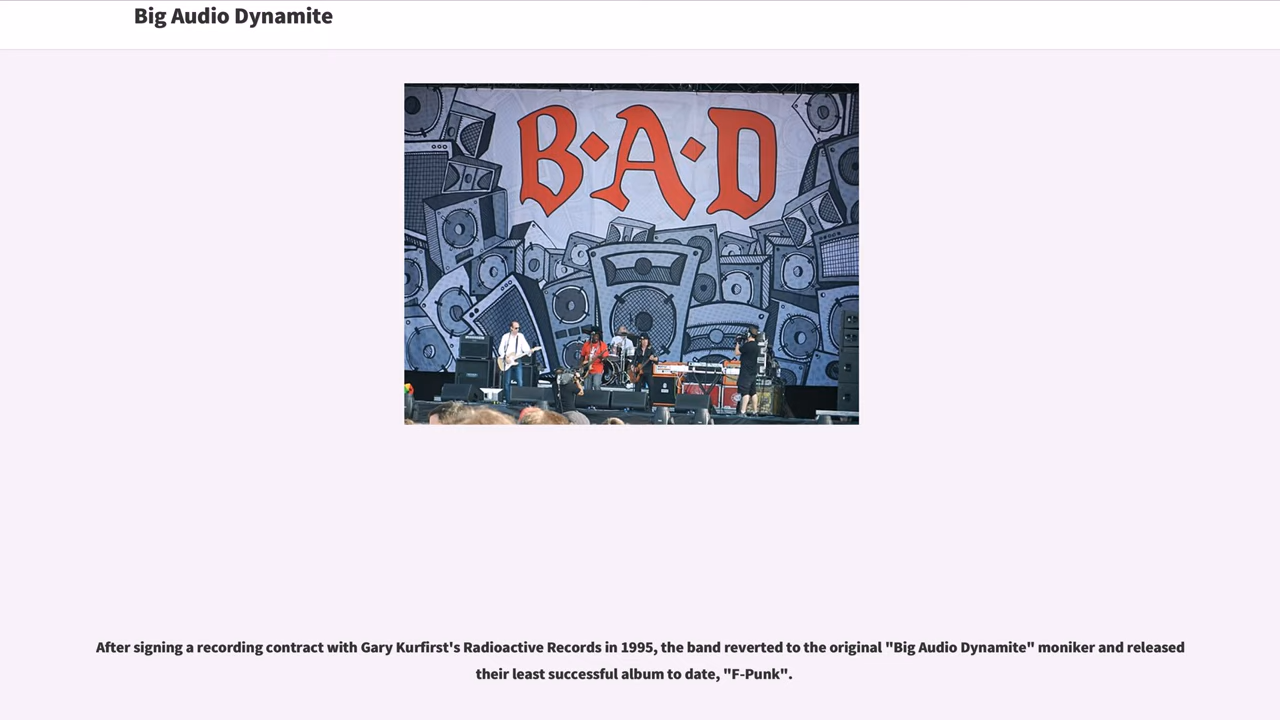 Big Audio Dynamite
B·A·D
After signing a recording contract with Gary Kurfirst's Radioactive Records in 1995, the band reverted to the original "Big Audio Dynamite" moniker and released
their least successful album to date, "F-Punk".